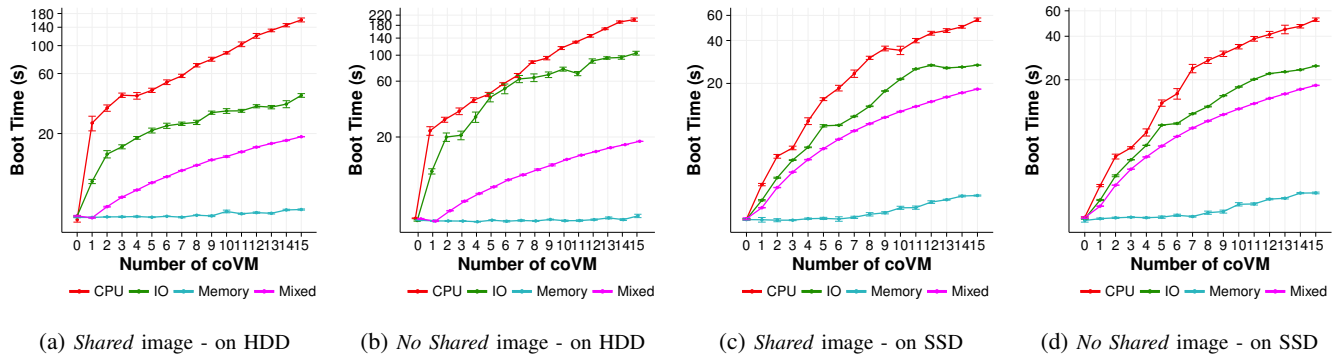 180
140
100
60
20
Boot Time (s)
0 1 2 3 4 5 6 7 8 9 10 11 12 13 14 15
Number of coVM
CPU IO Memory Mixed
(a) Shared image - on HDD
220
180
140
100
60
20
Boot Time (s)
0 1 2 3 4 5 6 7 8 9 10 11 12 13 14 15
Number of coVM
CPU IO Memory Mixed
(b) No Shared image - on HDD
60
40
20
Boot Time (s)
0 1 2 3 4 5 6 7 8 9 10 11 12 13 14 15
Number of coVM
CPU IO Memory Mixed
(c) Shared image - on SSD
60
40
20
Boot Time (s)
0 1 2 3 4 5 6 7 8 9 10 11 12 13 14 15
Number of coVM
CPU IO Memory Mixed
(d) No Shared image - on SSD